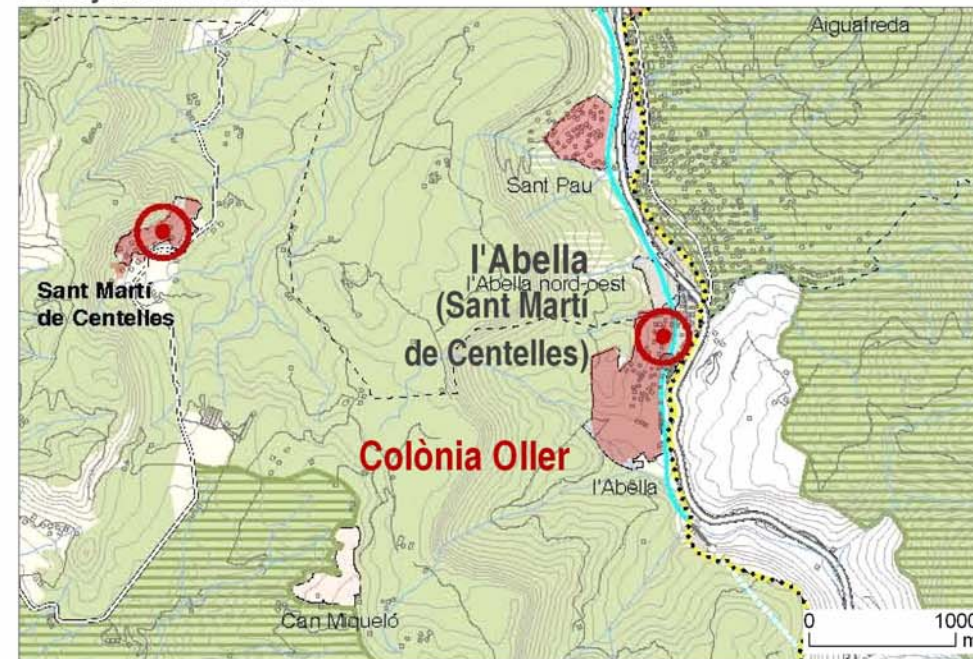 Aiguafreda
Sant Pau
l'Abella
l'Abella nord-oest
(Sant Martí
de Centelles)
Sant Martí
de Centelles
Colònia Oller
l'Abella
Can Miqueló
0 1000
m